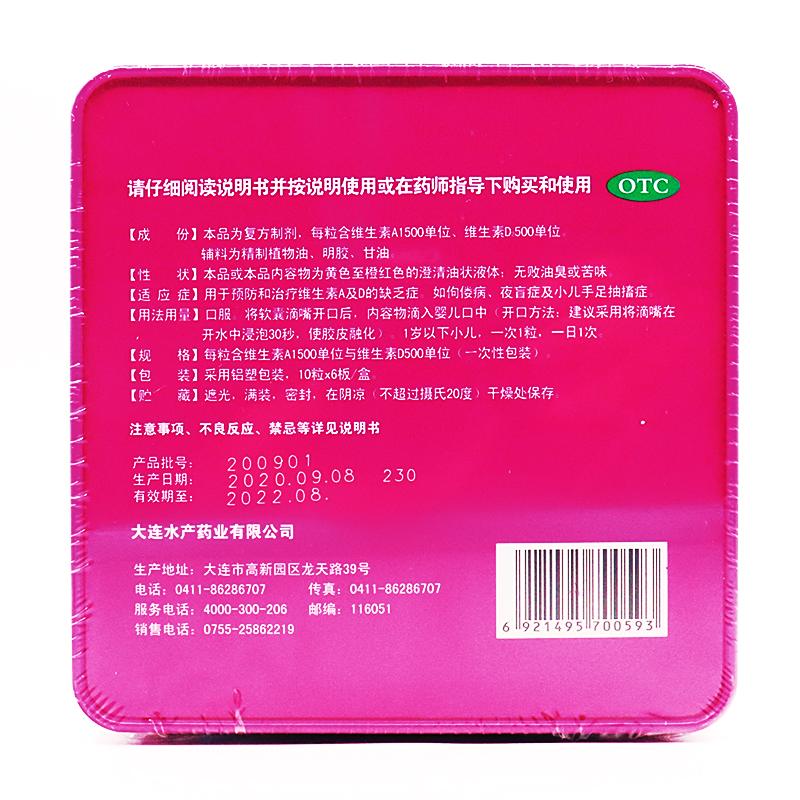 请仔细阅读说明书并按说明使用或在药师指导下购买和使用 OTC
【成 份】本品为复方制剂，每粒含维生素A1500单位、维生素D500单位。
辅料为精制植物油、明胶、甘油。
【性 状】本品或本品内容物为黄色至橙红色的澄清油状液体；无败油臭或苦味。
【适应症】用于预防和治疗维生素A及D的缺乏症。如佝偻病、夜盲症及小儿手足抽搐症。
【用法用量】口服。将软囊滴嘴开口后，内容物滴入婴儿口中（开口方法：建议采用将滴嘴在
开水中浸泡30秒，使胶皮融化）。1岁以下小儿，一次1粒，一日1次。
【规 格】每粒含维生素A1500单位与维生素D500单位（一次性包装）。
【包 装】采用铝塑包装，10粒x6板/盒。
【贮 藏】遮光，满装，密封，在阴凉（不超过摄氏20度）干燥处保存。
注意事项、不良反应、禁忌等详见说明书
产品批号： 200901
生产日期： 2020.09.08 230
有效期至： 2022.08.
大连水产药业有限公司
生产地址：大连市高新园区龙天路39号
电话：0411-86286707 传真：0411-86286707
服务电话：4000-300-206 邮编：116051
销售电话：0755-25862219
6 921495 700593